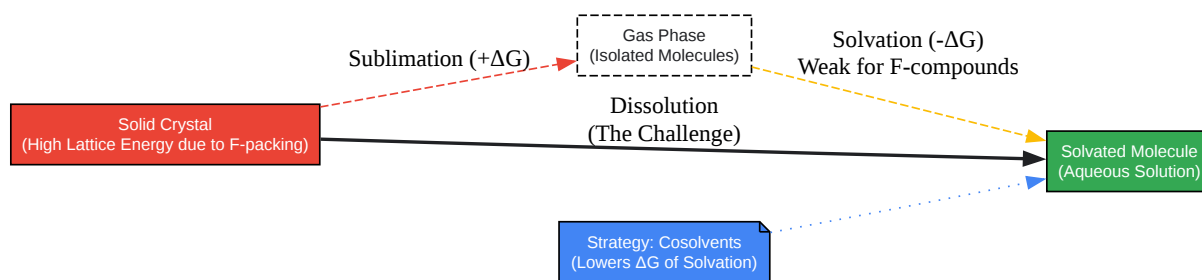 Gas Phase
(Isolated Molecules)
Sublimation (+ΔG)
Solvation (-ΔG)
Weak for F-compounds
Solid Crystal
(High Lattice Energy due to F-packing)
Dissolution
(The Challenge)
Solvated Molecule
(Aqueous Solution)
Strategy: Cosolvents
(Lowers ΔG of Solvation)